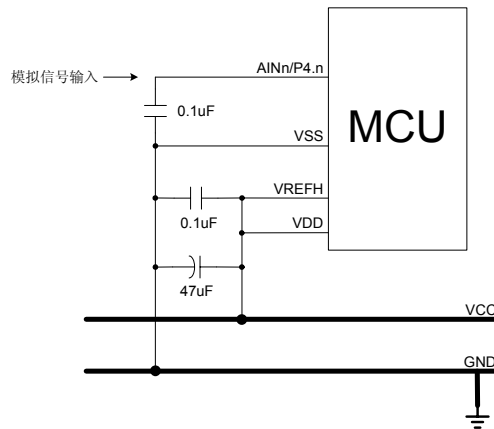 AINn/P4.n
模拟信号输入
0.1uF
MCU
VSS
VREFH
0.1uF
VDD
47uF
VCC
GND